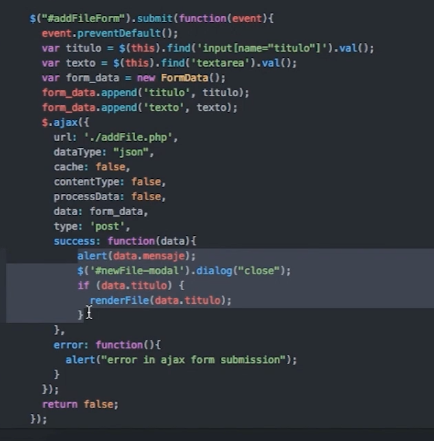 $("#addFileForm").submit(function(event){
event.preventDefault();
var titulo = $(this).find('input[name="titulo"]').val();
var texto = $(this).find('textarea').val();
var form_data = new FormData();
form_data.append('titulo', titulo);
form_data.append('texto', texto);
$.ajax({
url: './addFile.php',
dataType: "json",
cache: false,
contentType: false,
processData: false,
data: form_data,
type: 'post',
success: function(data){
alert(data.mensaje);
$('#newFile-modal').dialog("close");
if (data.titulo) {
renderFile(data.titulo);
}
},
error: function(){
alert("error in ajax form submission");
}
});
return false;
});